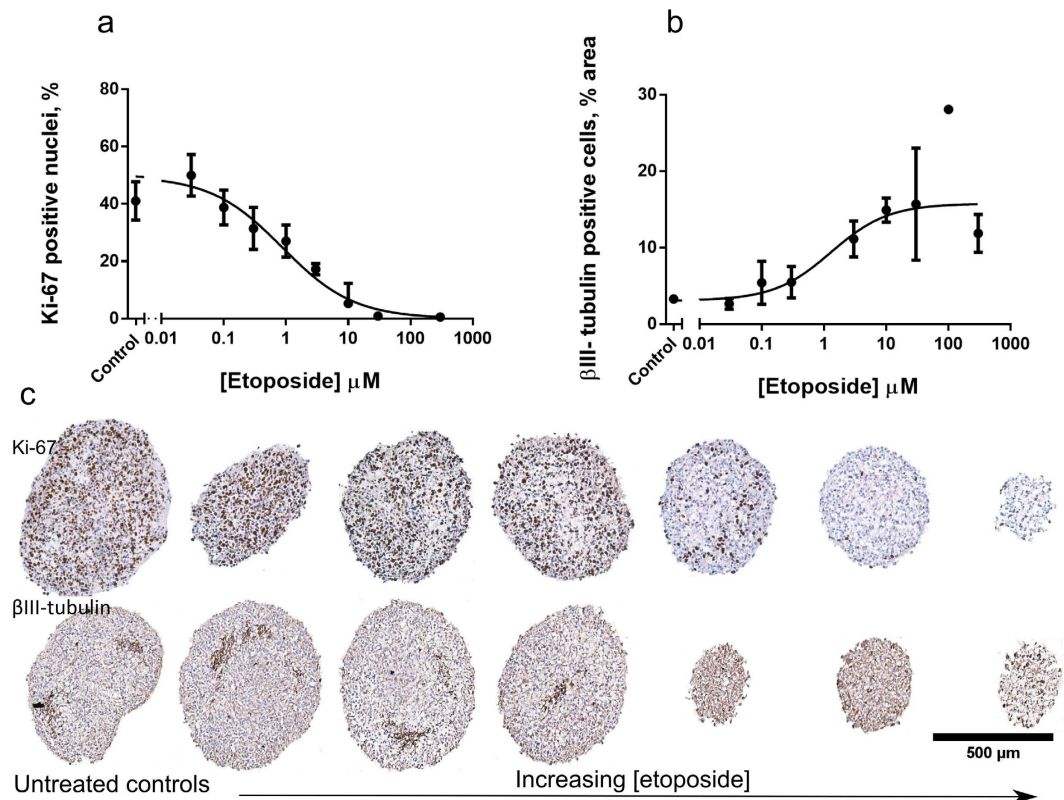 a
Ki-67 positive nuclei, %
80
60
40
20
0
Control
0.01
0.1
1
10
100
1000
[Etoposide] μM
b
βIII- tubulin positive cells, % area
30
20
10
0
Control
0.01
0.1
1
10
100
1000
[Etoposide] μM
c
Ki-67
βIII-tubulin
500 μm
Untreated controls
Increasing [etoposide]